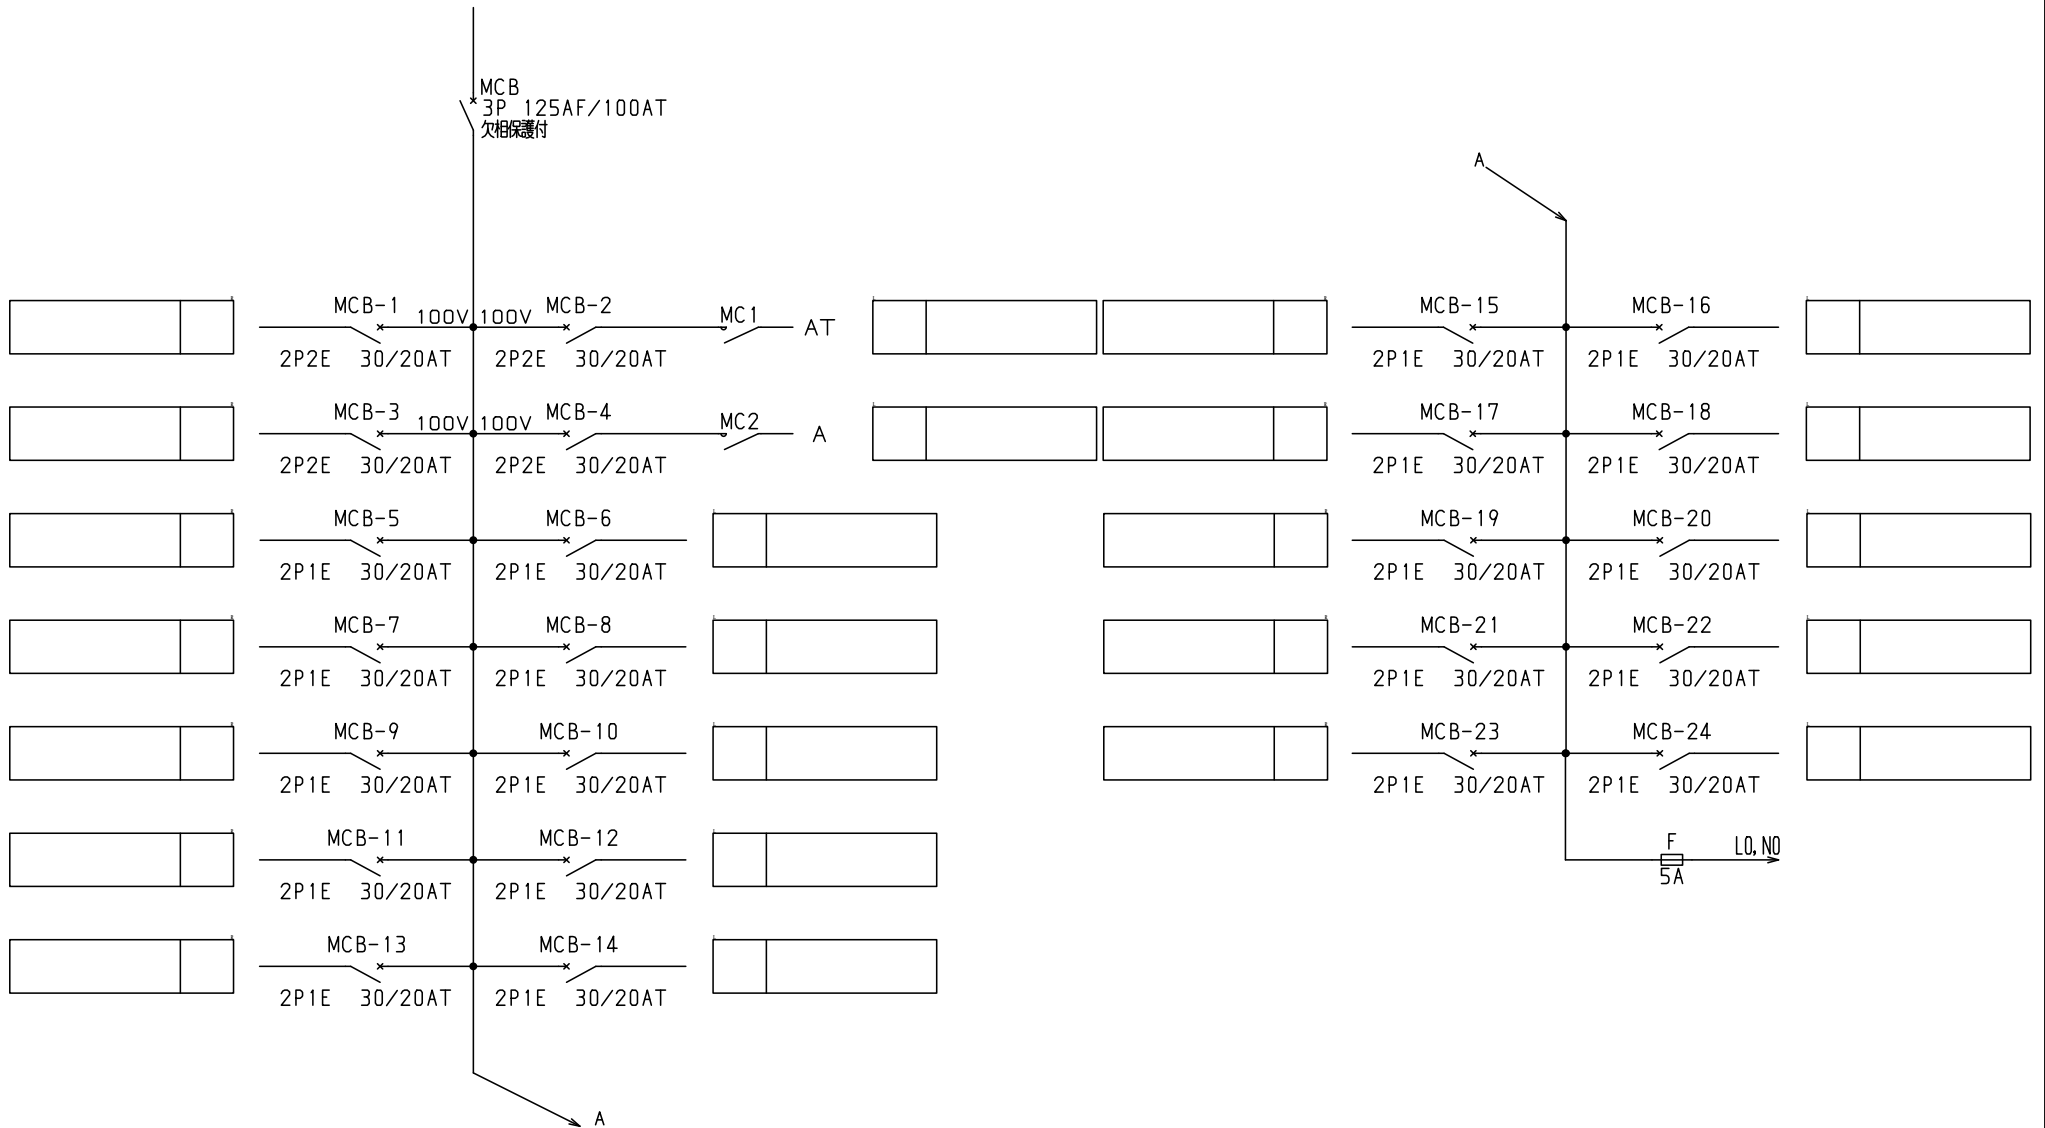 MCB
3P 125AF/100AT
欠相保護付
MCB-1 100V 100V MCB-2 MC1 AT
2P2E 30/20AT 2P2E 30/20AT
MCB-3 100V 100V MCB-4 MC2 A
2P2E 30/20AT 2P2E 30/20AT
MCB-5 MCB-6
2P1E 30/20AT 2P1E 30/20AT
MCB-7 MCB-8
2P1E 30/20AT 2P1E 30/20AT
MCB-9 MCB-10
2P1E 30/20AT 2P1E 30/20AT
MCB-11 MCB-12
2P1E 30/20AT 2P1E 30/20AT
MCB-13 MCB-14
2P1E 30/20AT 2P1E 30/20AT
A
A
MCB-15 MCB-16
2P1E 30/20AT 2P1E 30/20AT
MCB-17 MCB-18
2P1E 30/20AT 2P1E 30/20AT
MCB-19 MCB-20
2P1E 30/20AT 2P1E 30/20AT
MCB-21 MCB-22
2P1E 30/20AT 2P1E 30/20AT
MCB-23 MCB-24
2P1E 30/20AT 2P1E 30/20AT
F L0,N0
5A